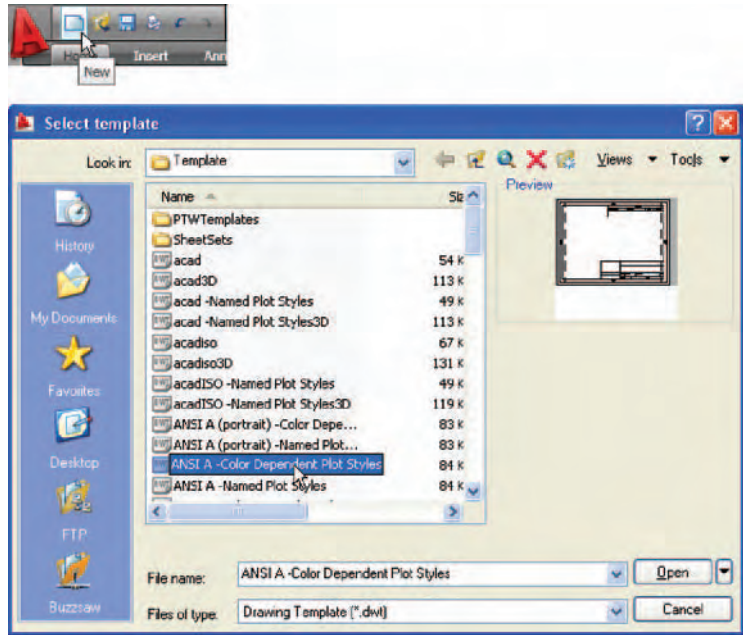 Home Insert Ann
New
Select template
Look in: Template Views Tools
Name Siz Preview
PTWTemplates
SheetSets
acad 54 K
acad3D 113 K
acad -Named Plot Styles 49 K
acad -Named Plot Styles3D 113 K
acadiso 67 K
acadiso3D 131 K
acadISO -Named Plot Styles 49 K
acadISO -Named Plot Styles3D 119 K
ANSI A (portrait) -Color Depe... 83 K
ANSI A (portrait) -Named Plot... 83 K
ANSI A -Color Dependent Plot Styles 84 K
ANSI A -Named Plot Styles 84 K
History
My Documents
Favorites
Desktop
FTP
Buzzsaw
File name: ANSI A -Color Dependent Plot Styles Open
Files of type: Drawing Template (*.dwt) Cancel